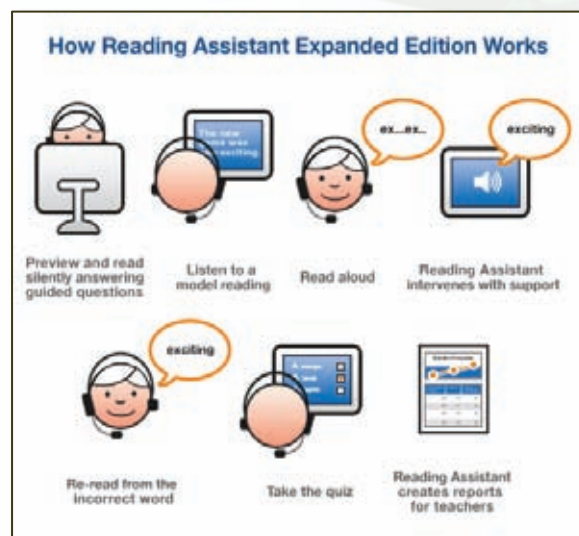 How Reading Assistant Expanded Edition Works
The new
was
exciting
ex...ex..
exciting
Preview and read
silently answering
guided questions
Listen to a
model reading
Read aloud
Reading Assistant
intervenes with support
exciting
Re-read from the
incorrect word
Take the quiz
Reading Assistant
creates reports
for teachers